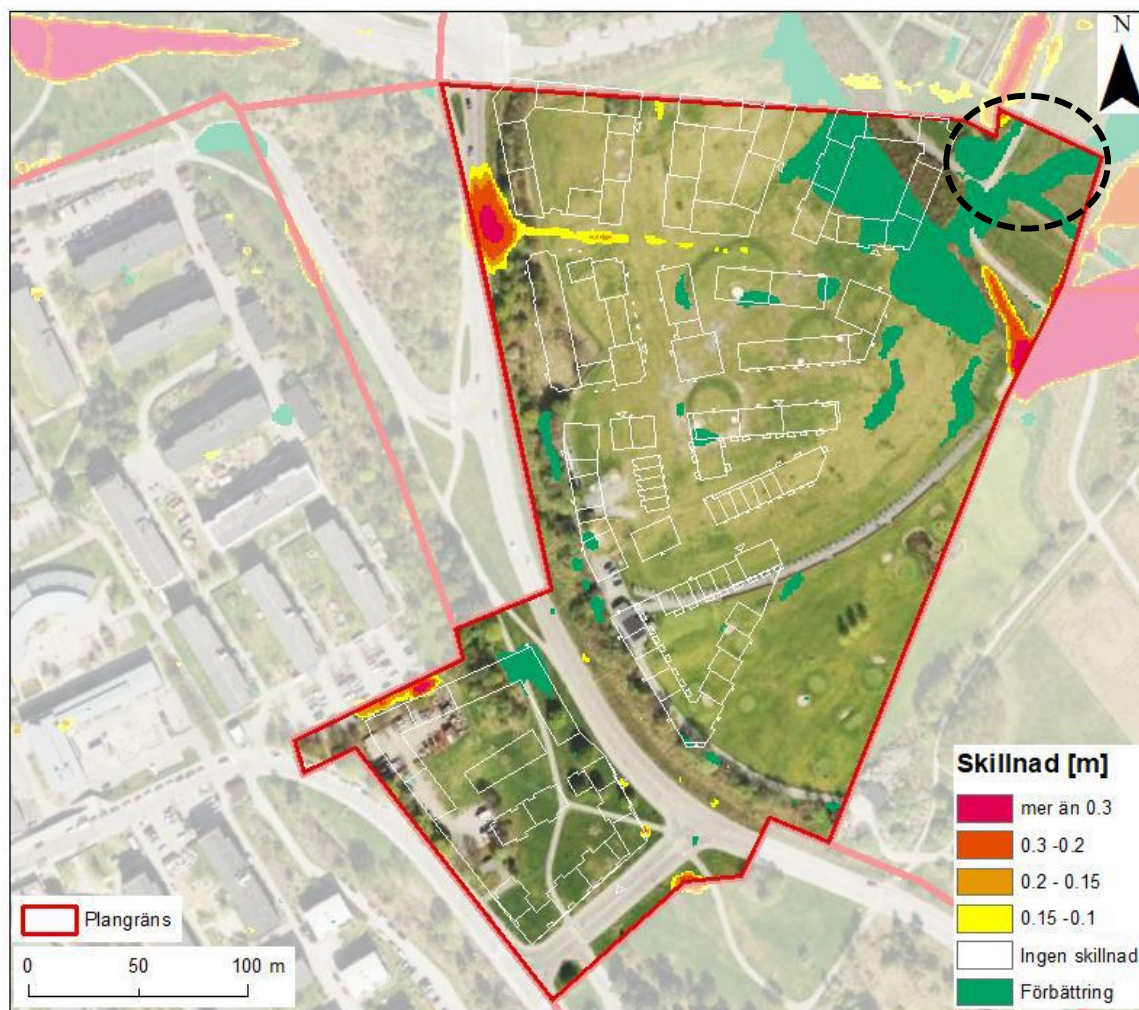 N
Skillnad [m]
mer än 0.3
0.3 -0.2
0.2 - 0.15
0.15 -0.1
Ingen skillnad
Förbättring
Plangräns
0 50 100 m